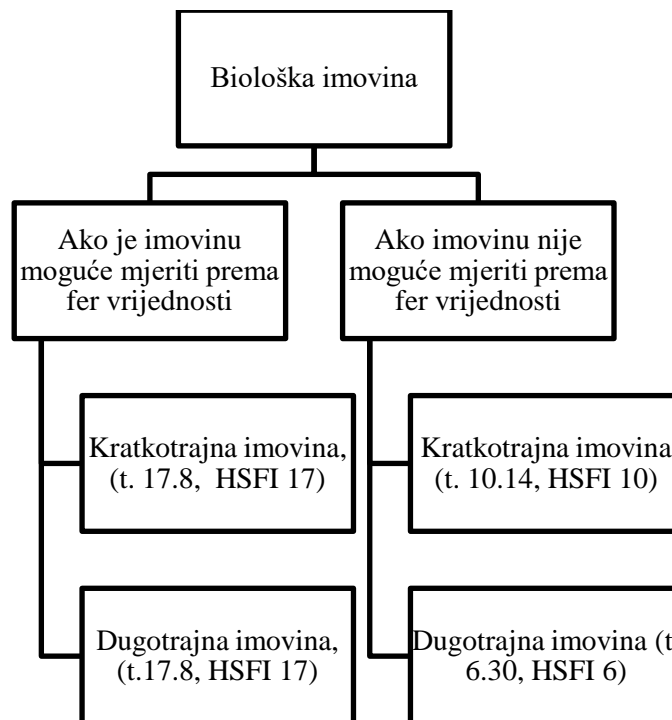 Biološka imovina
Ako je imovinu
moguće mjeriti prema
fer vrijednosti
Ako imovinu nije
moguće mjeriti prema
fer vrijednosti
Kratkotrajna imovina,
(t. 17.8, HSFI 17)
Kratkotrajna imovina
(t. 10.14, HSFI 10)
Dugotrajna imovina,
(t.17.8, HSFI 17)
Dugotrajna imovina (t
6.30, HSFI 6)